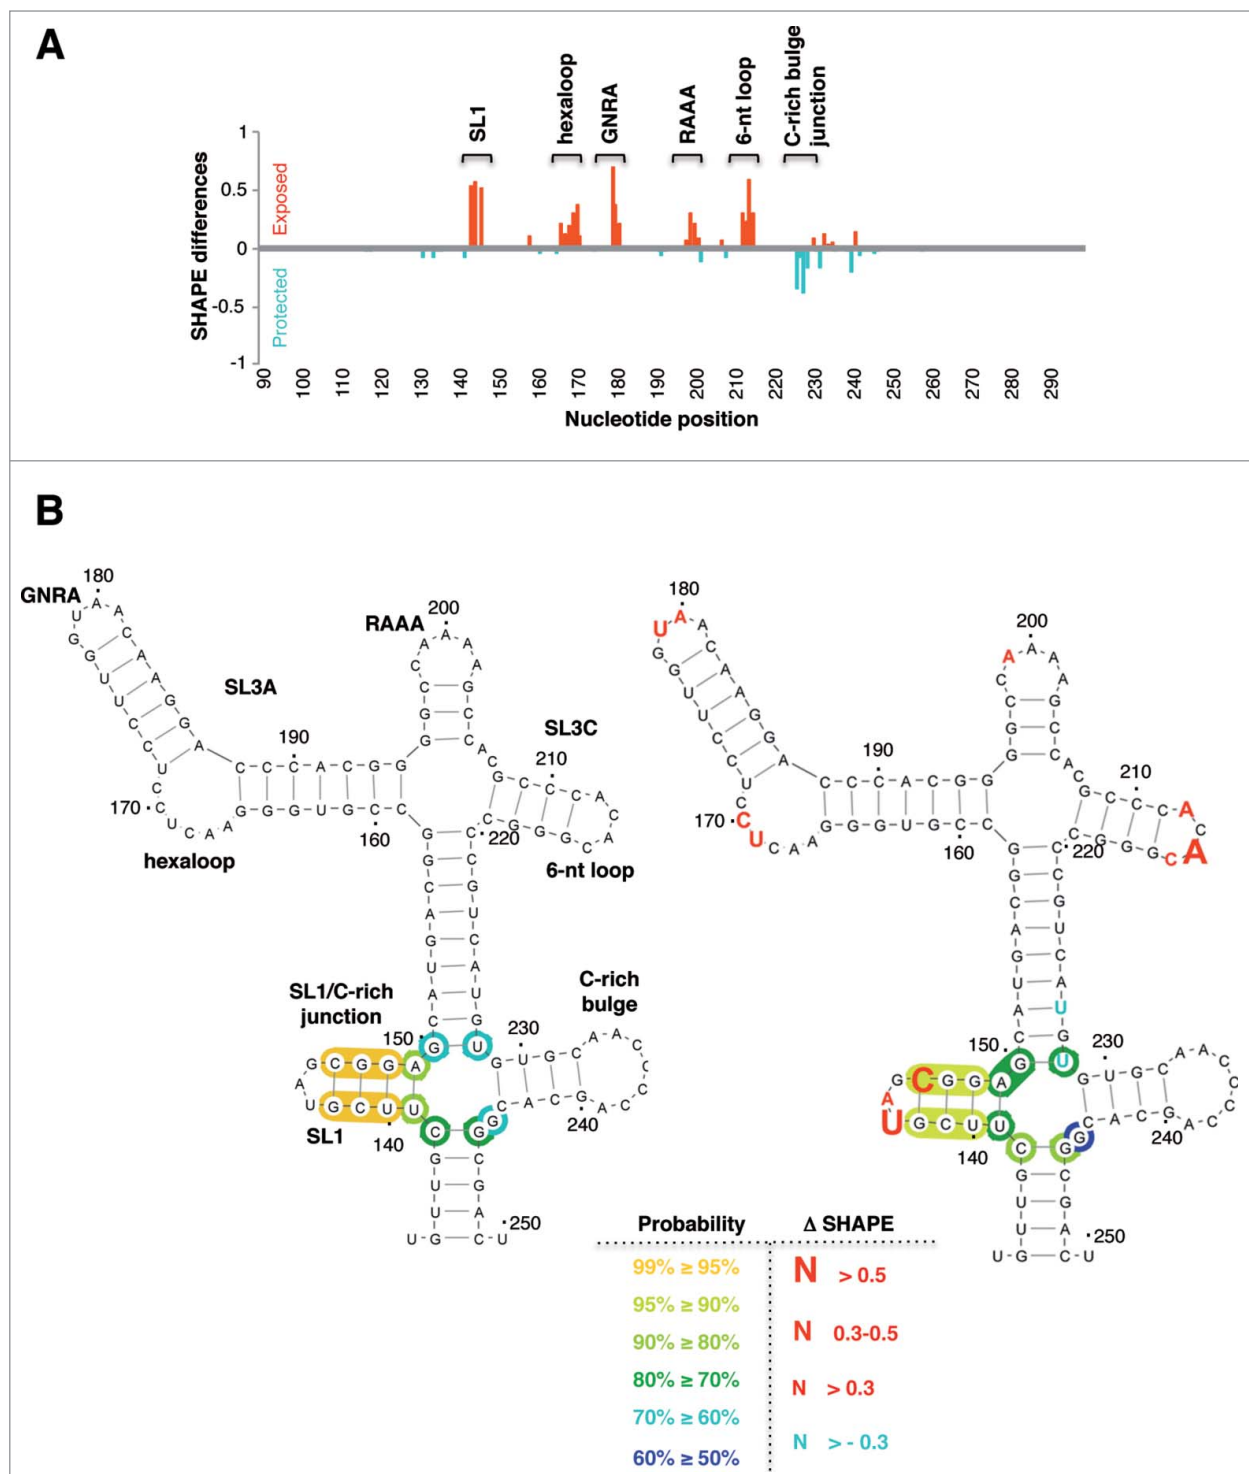 A
SL1
hexaloop
GNRA
RAAA
6-nt loop
C-rich bulge
junction
SHAPE differences
Exposed
Protected
1
0.5
0
-0.5
-1
90 100 110 120 130 140 150 160 170 180 190 200 210 220 230 240 250 260 270 280 290
Nucleotide position
B
GNRA
180
RAAA
200
SL3A
SL3C
190
210
170
160
220
hexaloop
6-nt loop
SL1/C-rich
junction
C-rich
bulge
150
230
SL1
140
240
250
180
200
190
210
170
160
220
150
230
140
240
250
Probability Δ SHAPE
99% ≥ 95% N > 0.5
95% ≥ 90%
90% ≥ 80% N 0.3-0.5
80% ≥ 70% N > 0.3
70% ≥ 60% N > - 0.3
60% ≥ 50%